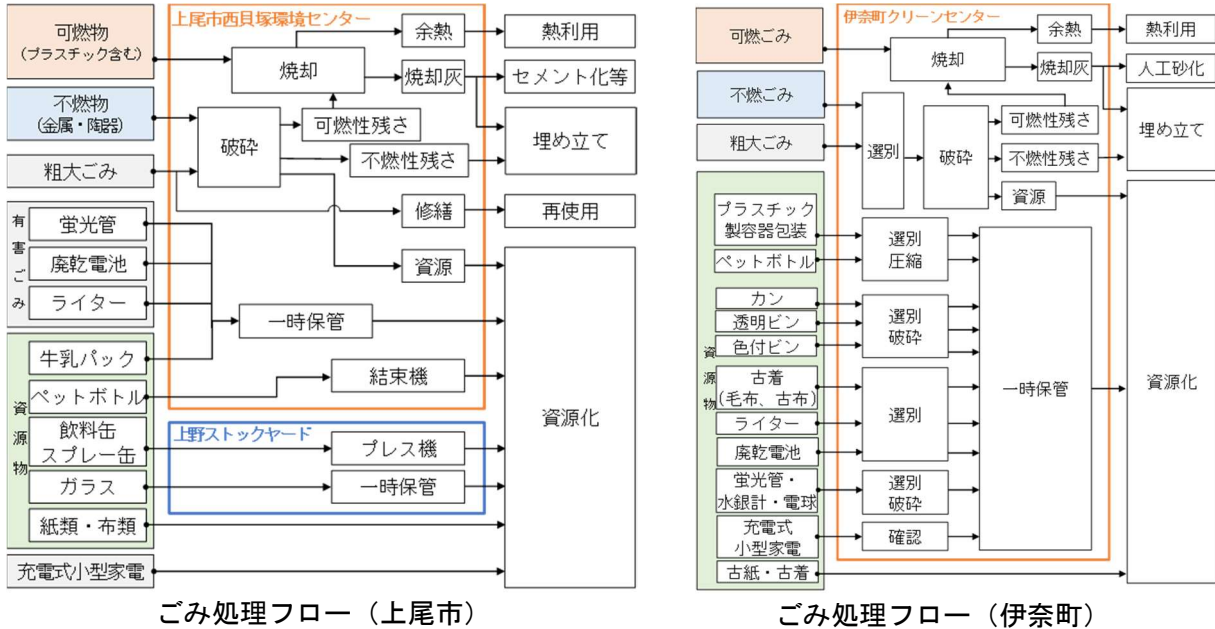 上尾市西貝塚環境センター
可燃物
(プラスチック含む)
不燃物
(金属・陶器)
粗大ごみ
有害ごみ
蛍光管
廃乾電池
ライター
資源物
牛乳パック
ペットボトル
飲料缶
スプレー缶
ガラス
紙類・布類
充電式小型家電
焼却
余熱
熱利用
焼却灰
セメント化等
破砕
可燃性残さ
不燃性残さ
埋め立て
修繕
再使用
資源
一時保管
結束機
上野ストックヤード
プレス機
一時保管
資源化
ごみ処理フロー（上尾市）
伊奈町クリーンセンター
可燃ごみ
不燃ごみ
粗大ごみ
資源物
プラスチック
製容器包装
ペットボトル
カン
透明ビン
色付ビン
古着
(毛布、古布)
ライター
廃乾電池
蛍光管・
水銀計・電球
充電式
小型家電
古紙・古着
焼却
余熱
熱利用
焼却灰
人工砂化
選別
破砕
可燃性残さ
不燃性残さ
埋め立て
資源
選別
圧縮
選別
破砕
選別
選別
破砕
確認
一時保管
資源化
ごみ処理フロー（伊奈町）